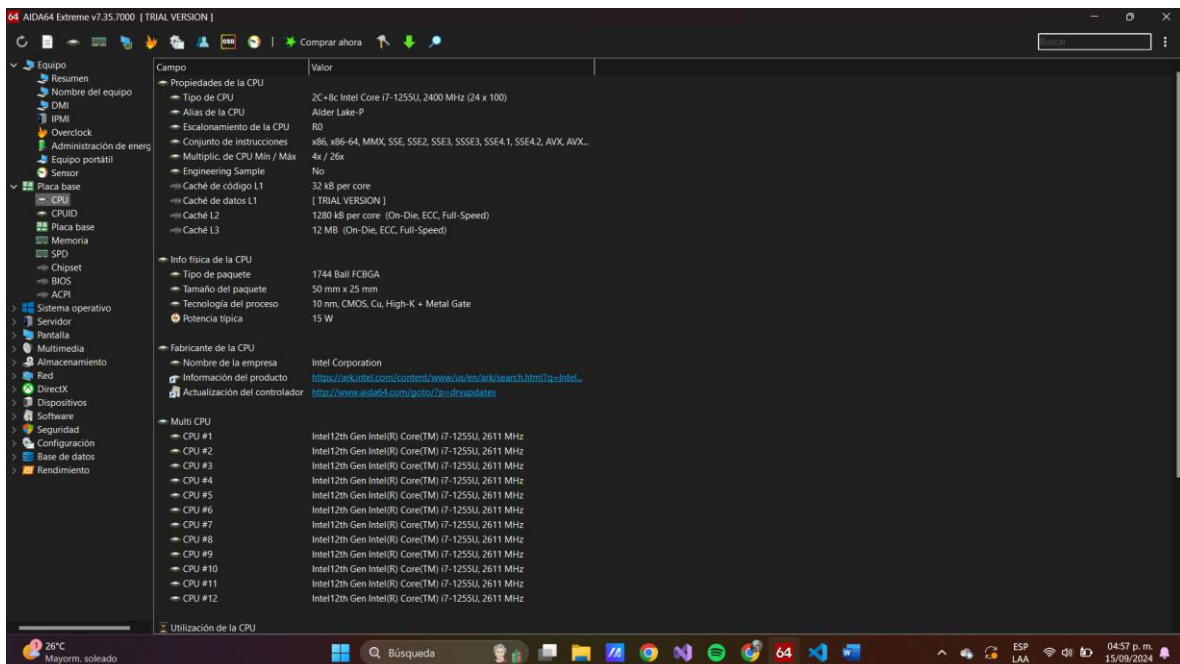 64 AIDA64 Extreme v7.35.7000 [ TRIAL VERSION ]
OSD Comprar ahora Buscar
Equipo
Resumen
Nombre del equipo
DMI
IPMI
Overclock
Administración de energ
Equipo portátil
Sensor
Placa base
CPU
CPUID
Placa base
Memoria
SPD
Chipset
BIOS
ACPI
Sistema operativo
Servidor
Pantalla
Multimedia
Almacenamiento
Red
DirectX
Dispositivos
Software
Seguridad
Configuración
Base de datos
Rendimiento
Campo Valor
Propiedades de la CPU
Tipo de CPU 2C+8c Intel Core i7-1255U, 2400 MHz (24 x 100)
Alias de la CPU Alder Lake-P
Escalonamiento de la CPU R0
Conjunto de instrucciones x86, x86-64, MMX, SSE, SSE2, SSE3, SSSE3, SSE4.1, SSE4.2, AVX, AVX...
Multiplic. de CPU Mín / Máx 4x / 26x
Engineering Sample No
Caché de código L1 32 kB per core
Caché de datos L1 [ TRIAL VERSION ]
Caché L2 1280 kB per core (On-Die, ECC, Full-Speed)
Caché L3 12 MB (On-Die, ECC, Full-Speed)
Info física de la CPU
Tipo de paquete 1744 Ball FCBGA
Tamaño del paquete 50 mm x 25 mm
Tecnología del proceso 10 nm, CMOS, Cu, High-K + Metal Gate
Potencia típica 15 W
Fabricante de la CPU
Nombre de la empresa Intel Corporation
Información del producto https://ark.intel.com/content/www/us/en/ark/search.html?q=Intel...
Actualización del controlador http://www.aida64.com/goto/?p=drvupdates
Multi CPU
CPU #1 Intel12th Gen Intel(R) Core(TM) i7-1255U, 2611 MHz
CPU #2 Intel12th Gen Intel(R) Core(TM) i7-1255U, 2611 MHz
CPU #3 Intel12th Gen Intel(R) Core(TM) i7-1255U, 2611 MHz
CPU #4 Intel12th Gen Intel(R) Core(TM) i7-1255U, 2611 MHz
CPU #5 Intel12th Gen Intel(R) Core(TM) i7-1255U, 2611 MHz
CPU #6 Intel12th Gen Intel(R) Core(TM) i7-1255U, 2611 MHz
CPU #7 Intel12th Gen Intel(R) Core(TM) i7-1255U, 2611 MHz
CPU #8 Intel12th Gen Intel(R) Core(TM) i7-1255U, 2611 MHz
CPU #9 Intel12th Gen Intel(R) Core(TM) i7-1255U, 2611 MHz
CPU #10 Intel12th Gen Intel(R) Core(TM) i7-1255U, 2611 MHz
CPU #11 Intel12th Gen Intel(R) Core(TM) i7-1255U, 2611 MHz
CPU #12 Intel12th Gen Intel(R) Core(TM) i7-1255U, 2611 MHz
Utilización de la CPU
1 26°C
Mayorm. soleado
Búsqueda
64
ESP
LAA
04:57 p. m.
15/09/2024